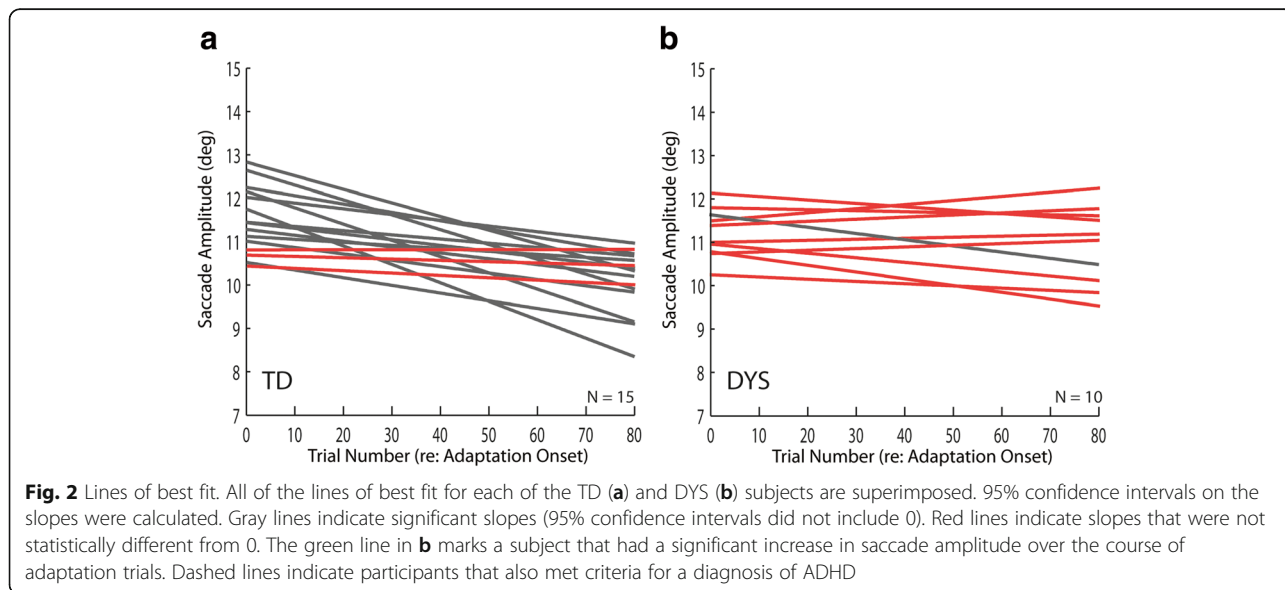 a
b
15
14
13
12
11
10
9
8
7
Saccade Amplitude (deg)
TD
N = 15
0 10 20 30 40 50 60 70 80
Trial Number (re: Adaptation Onset)
15
14
13
12
11
10
9
8
7
Saccade Amplitude (deg)
DYS
N = 10
0 10 20 30 40 50 60 70 80
Trial Number (re: Adaptation Onset)
Fig. 2 Lines of best fit. All of the lines of best fit for each of the TD (a) and DYS (b) subjects are superimposed. 95% confidence intervals on the
slopes were calculated. Gray lines indicate significant slopes (95% confidence intervals did not include 0). Red lines indicate slopes that were not
statistically different from 0. The green line in b marks a subject that had a significant increase in saccade amplitude over the course of
adaptation trials. Dashed lines indicate participants that also met criteria for a diagnosis of ADHD